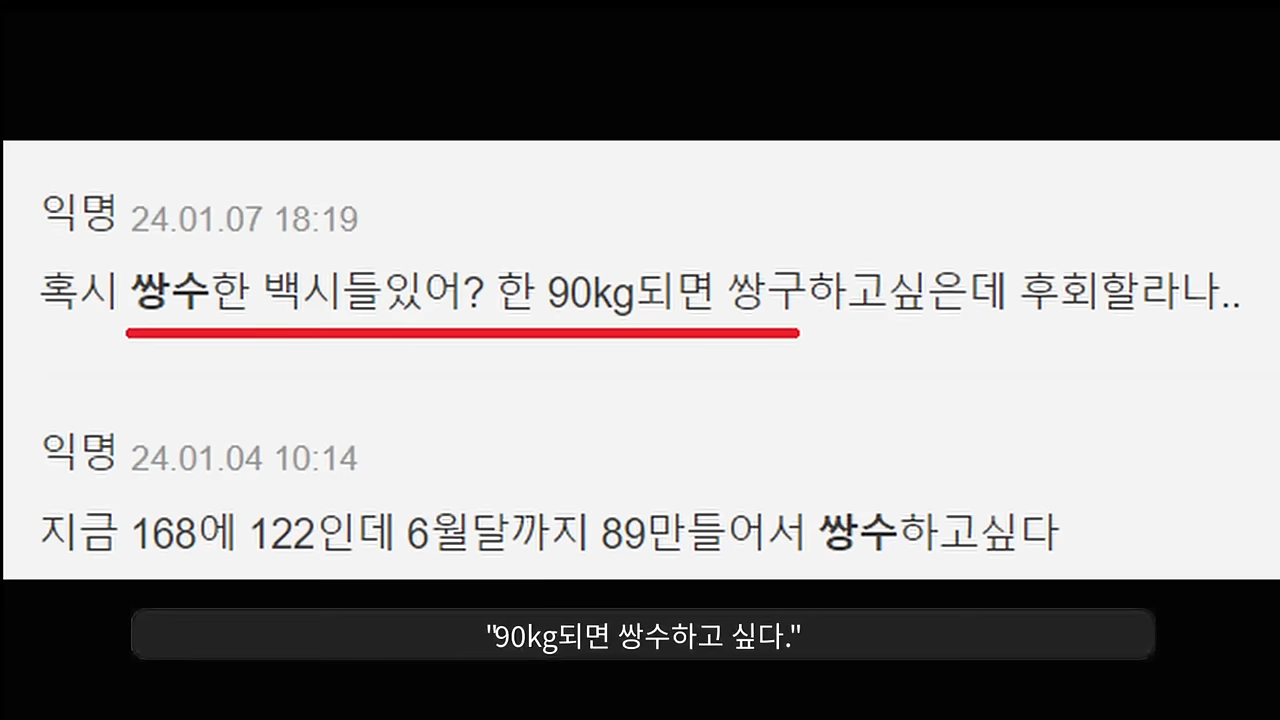 익명 24.01.07 18:19
혹시 쌍수한 백시들있어? 한 90kg되면 쌍구하고싶은데 후회할라나..
익명 24.01.04 10:14
지금 168에 122인데 6월달까지 89만들어서 쌍수하고싶다
"90kg되면 쌍수하고 싶다."